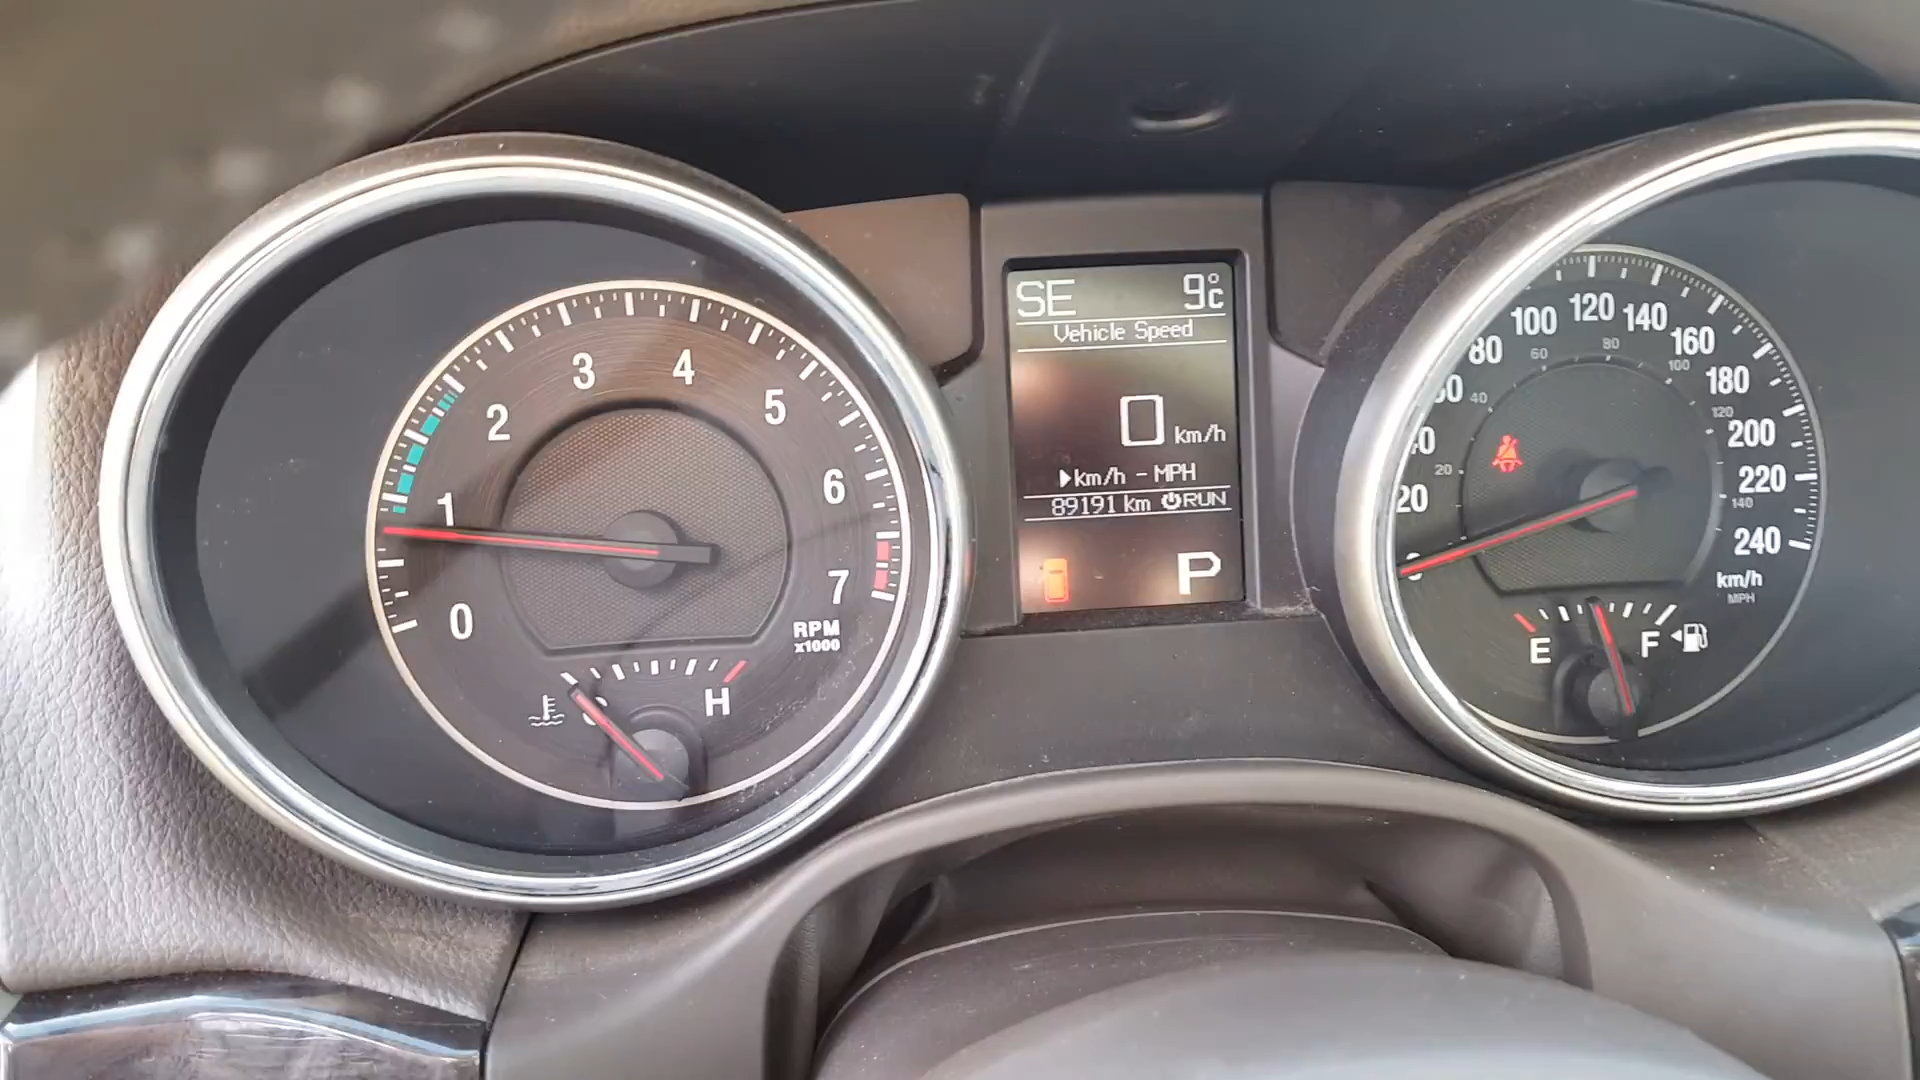 0
1
2
3
4
5
6
7
RPM
x1000
H
SE 9°C
Vehicle Speed
0 km/h
▸km/h - MPH
89191 km RUN
P
20
80
100
120
140
160
180
200
220
240
km/h
MPH
20
40
60
80
100
120
140
E
F